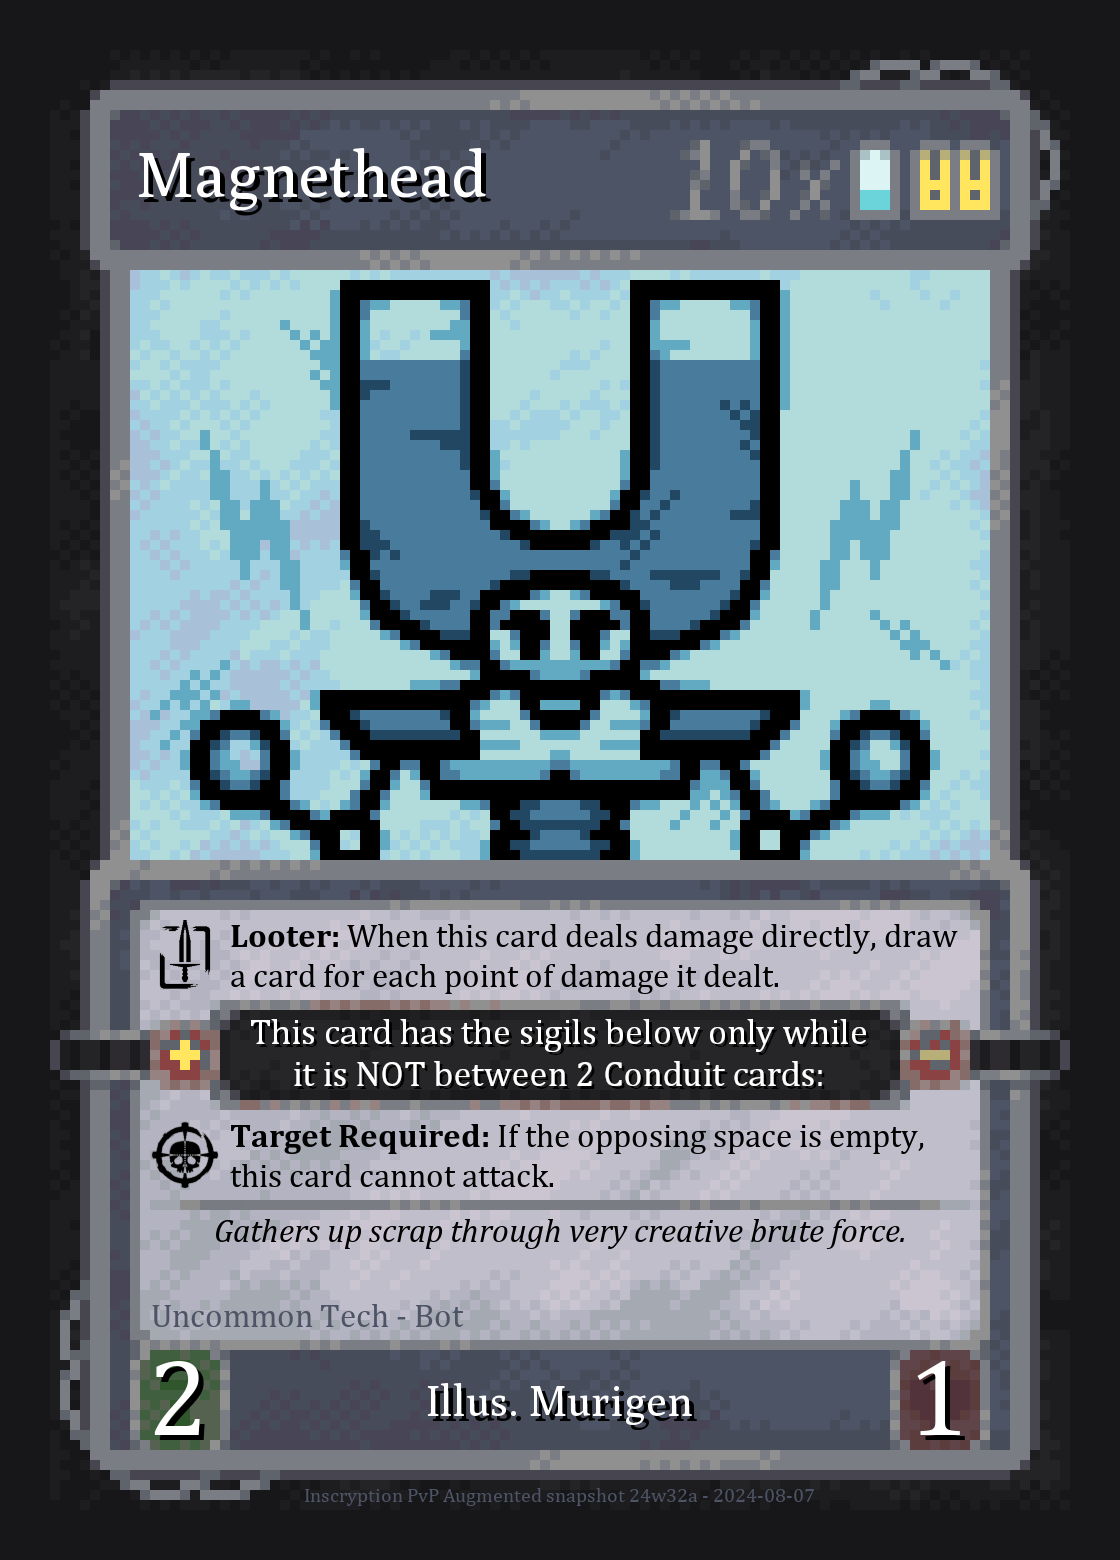 Magnethead 10x
Looter: When this card deals damage directly, draw
a card for each point of damage it dealt.
This card has the sigils below only while
it is NOT between 2 Conduit cards:
Target Required: If the opposing space is empty,
this card cannot attack.
Gathers up scrap through very creative brute force.
Uncommon Tech - Bot
2 Illus. Murigen 1
Inscryption PvP Augmented snapshot 24w32a - 2024-08-07